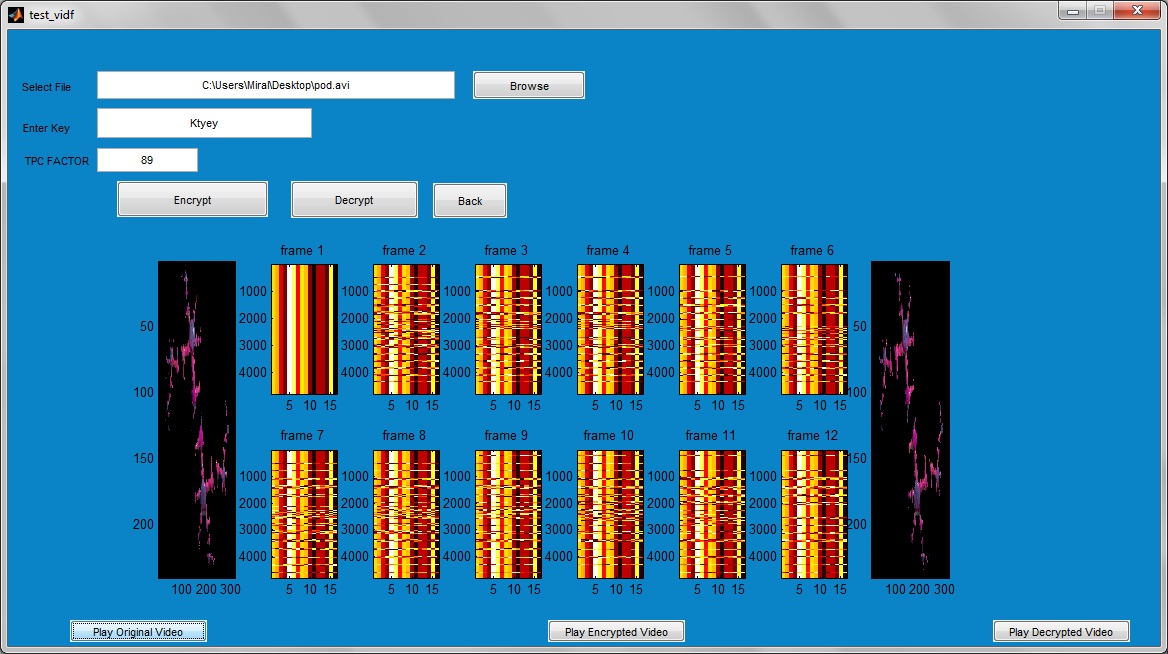 test_vidf
Select File C:\Users\Miral\Desktop\pod.avi Browse
Enter Key Ktyey
TPC FACTOR 89
Encrypt Decrypt Back
frame 1 frame 2 frame 3 frame 4 frame 5 frame 6
1000 1000 1000 1000 1000 1000
50 2000 2000 2000 2000 2000 2000
3000 3000 3000 3000 3000 3000
4000 4000 4000 4000 4000 4000
100 100
5 10 15 5 10 15 5 10 15 5 10 15 5 10 15 5 10 15
frame 7 frame 8 frame 9 frame 10 frame 11 frame 12
150 150
1000 1000 1000 1000 1000 1000
2000 2000 2000 2000 2000 2000
200 200
3000 3000 3000 3000 3000 3000
4000 4000 4000 4000 4000 4000
100 200 300 5 10 15 5 10 15 5 10 15 5 10 15 5 10 15 5 10 15 100 200 300
Play Original Video Play Encrypted Video Play Decrypted Video